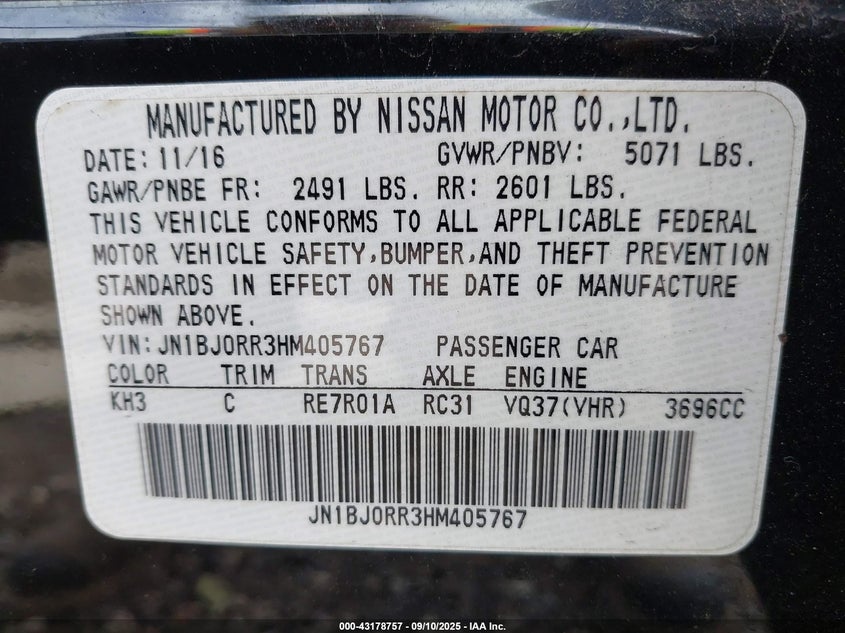 MANUFACTURED BY NISSAN MOTOR CO.,LTD.
DATE: 11/16 GVWR/PNBV: 5071 LBS.
GAWR/PNBE FR: 2491 LBS. RR: 2601 LBS.
THIS VEHICLE CONFORMS TO ALL APPLICABLE FEDERAL
MOTOR VEHICLE SAFETY,BUMPER,AND THEFT PREVENTION
STANDARDS IN EFFECT ON THE DATE OF MANUFACTURE
SHOWN ABOVE.
VIN: JN1BJ0RR3HM405767 PASSENGER CAR
COLOR TRIM TRANS AXLE ENGINE
KH3 C RE7R01A RC31 VQ37(VHR) 3696CC
JN1BJ0RR3HM405767
000-43178757 - 09/10/2025 - IAA Inc.